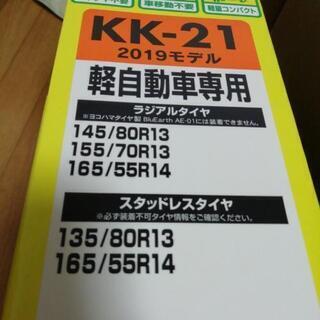 車移動不要
軽量コンパクト
KK-21
2019モデル
軽自動車専用
ラジアルタイヤ
※ヨコハマタイヤ製 BluEarth AE-01には装着できません。
145/80R13
155/70R13
165/55R14
スタッドレスタイヤ
※必ず装着不可タイヤ情報をご確認ください。
135/80R13
165/55R14